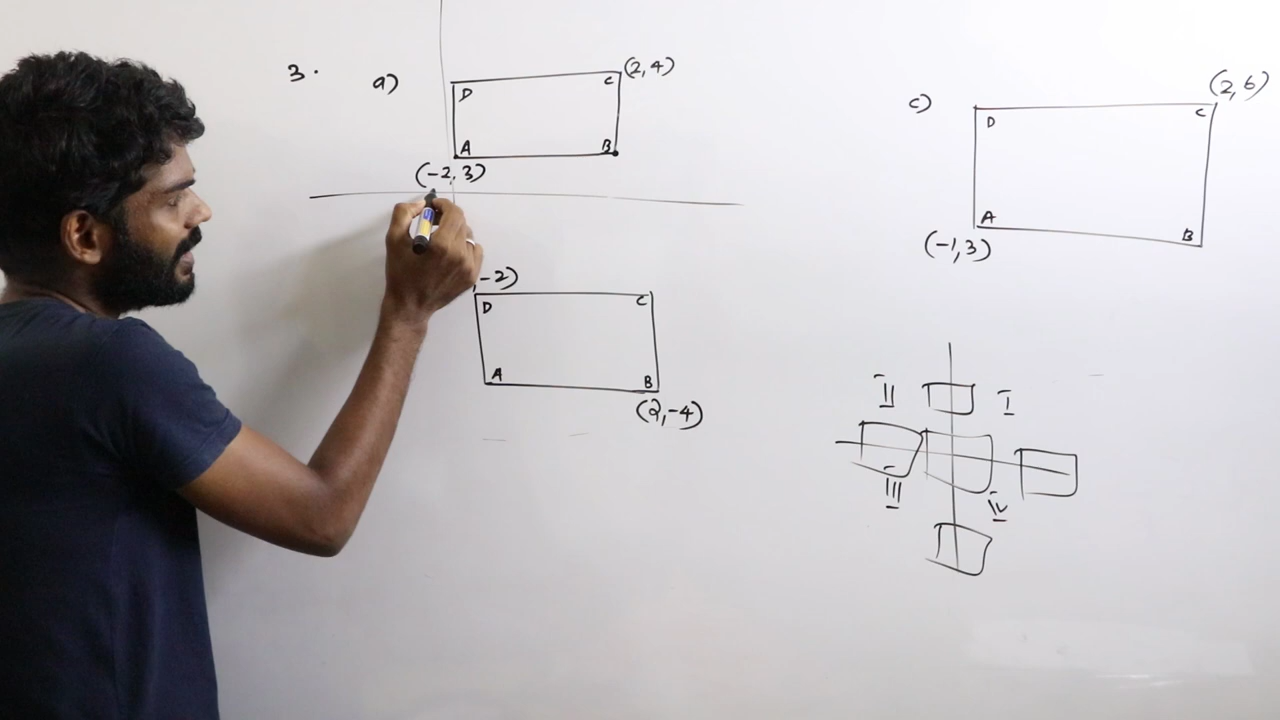 3.
a)
(2,4)
D
C
A
B
(-2,3)
,-2)
D
C
A
B
(2,-4)
c)
(2,6)
D
C
A
B
(-1,3)
II
I
III
IV